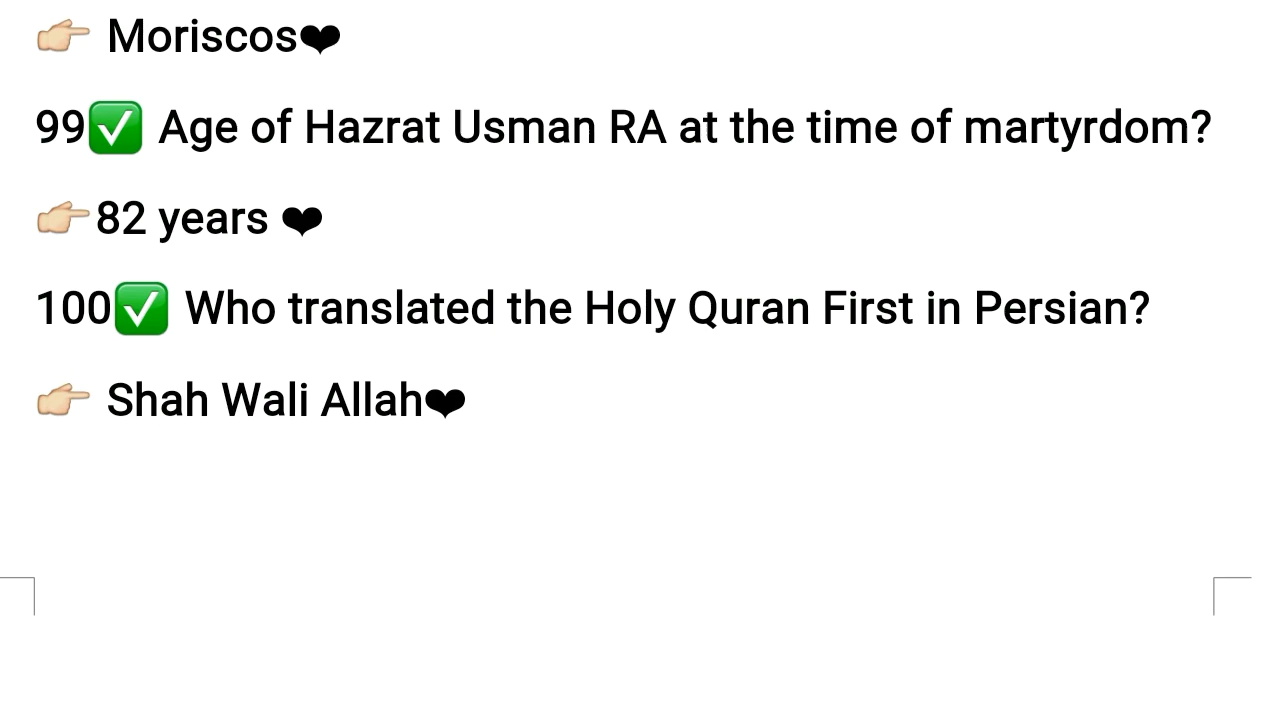 👉🏼 Moriscos❤
99✅ Age of Hazrat Usman RA at the time of martyrdom?
👉🏼82 years ❤
100✅ Who translated the Holy Quran First in Persian?
👉🏼 Shah Wali Allah❤